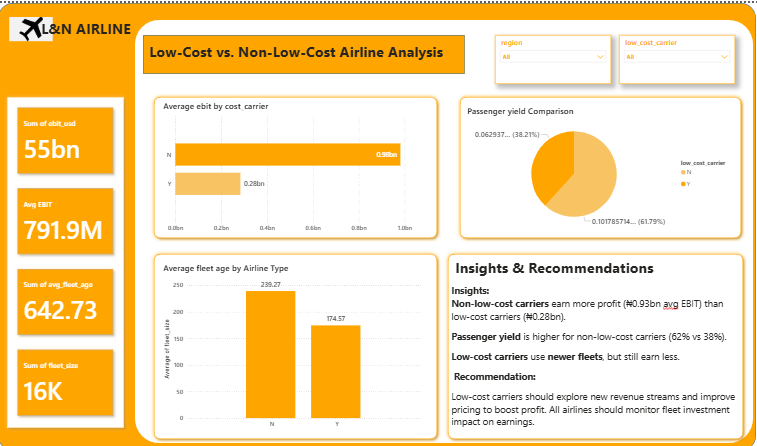 L&N AIRLINE
Low-Cost vs. Non-Low-Cost Airline Analysis
region
All
low_cost_carrier
All
Sum of ebit_usd
55bn
Avg EBIT
791.9M
Sum of avg_fleet_age
642.73
Sum of fleet_size
16K
Average ebit by cost_carrier
N
Y
0.28bn
0.0bn 0.2bn 0.4bn 0.6bn 0.8bn 1.0bn
Passenger yield Comparison
0.062937... (38.21%)
0.101785714... (61.79%)
low_cost_carrier
N
Y
Average fleet age by Airline Type
Average of fleet_size
250
200
150
100
50
0
239.27
174.57
N
Y
Insights & Recommendations
Insights:
Non-low-cost carriers earn more profit (₦0.93bn avg EBIT) than
low-cost carriers (₦0.28bn).
Passenger yield is higher for non-low-cost carriers (62% vs 38%).
Low-cost carriers use newer fleets, but still earn less.
Recommendation:
Low-cost carriers should explore new revenue streams and improve
pricing to boost profit. All airlines should monitor fleet investment
impact on earnings.